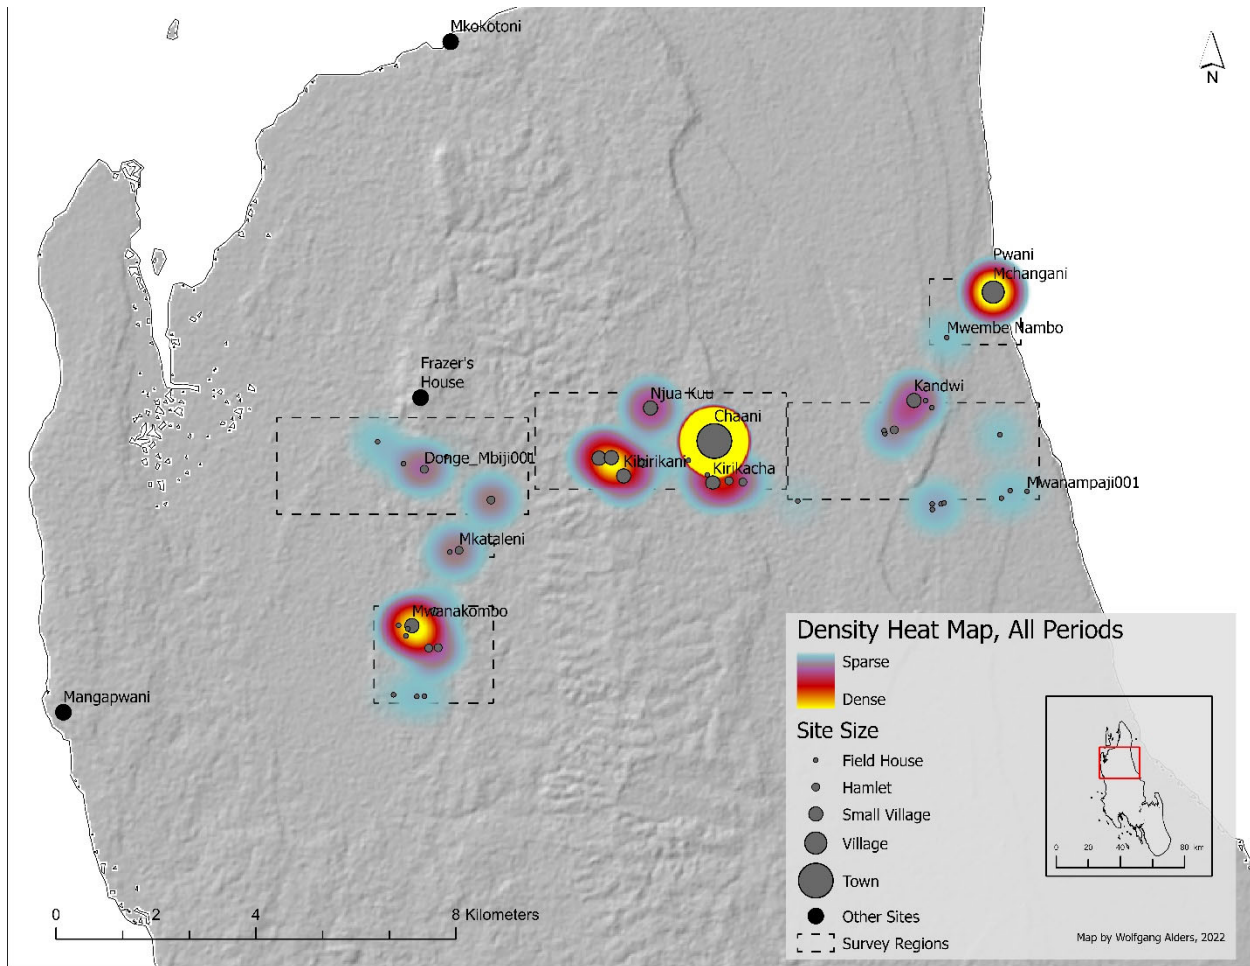 Mkokotoni
N
Pwani
Mchangani
Mwembe Nambo
Frazer's
House
Njua Kuu
Kandwi
Chaani
Donge_Mbiji001
Kibirikani
Kirikacha
Mwanampaji001
Mkataleni
Mwanakombo
Mangapwani
Density Heat Map, All Periods
Sparse
Dense
Site Size
Field House
Hamlet
Small Village
Village
Town
Other Sites
Survey Regions
0 20 40 80 km
0 2 4 8 Kilometers
Map by Wolfgang Alders, 2022